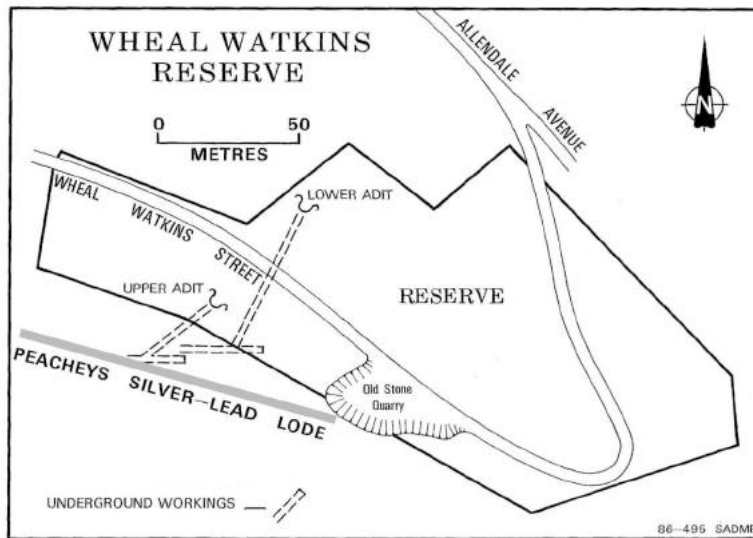 WHEAL WATKINS
RESERVE
0 50
METRES
ALLENDALE
AVENUE
N
WHEAL WATKINS STREET
LOWER ADIT
UPPER ADIT
RESERVE
PEACHEYS SILVER-LEAD LODE
Old Stone
Quarry
UNDERGROUND WORKINGS
86-495 SADME